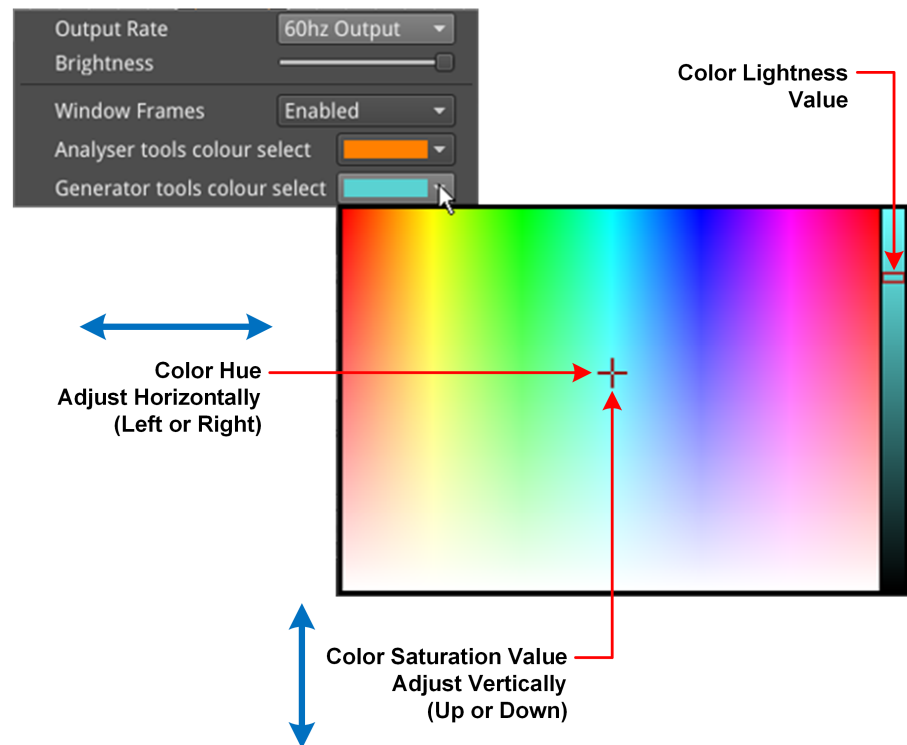 Output Rate 60hz Output
Brightness
Window Frames Enabled
Analyser tools colour select
Generator tools colour select
Color Lightness
Value
Color Hue
Adjust Horizontally
(Left or Right)
Color Saturation Value
Adjust Vertically
(Up or Down)